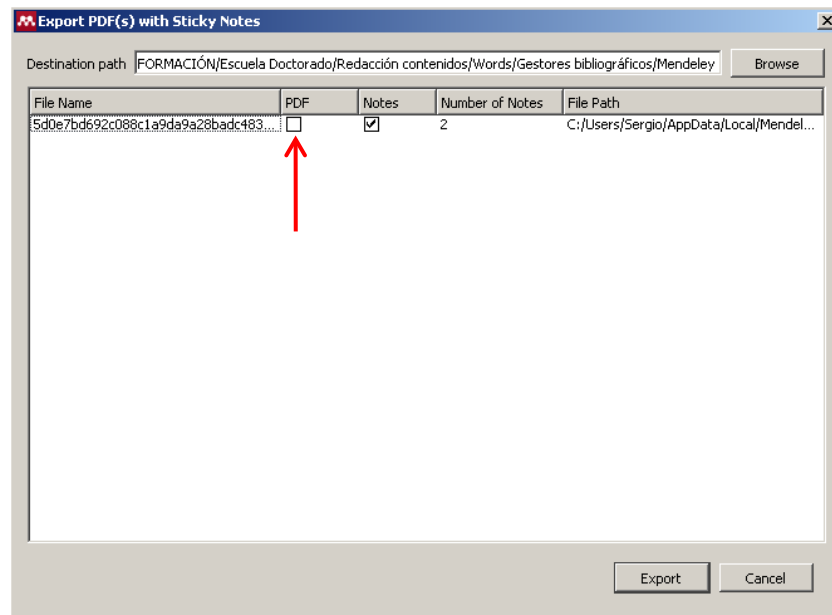 Export PDF(s) with Sticky Notes
Destination path FORMACIÓN/Escuela Doctorado/Redacción contenidos/Words/Gestores bibliográficos/Mendeley Browse
File Name PDF Notes Number of Notes File Path
5d0e7bd692c088c1a9da9a28badc483... 2 C:/Users/Sergio/AppData/Local/Mendel...
Export Cancel